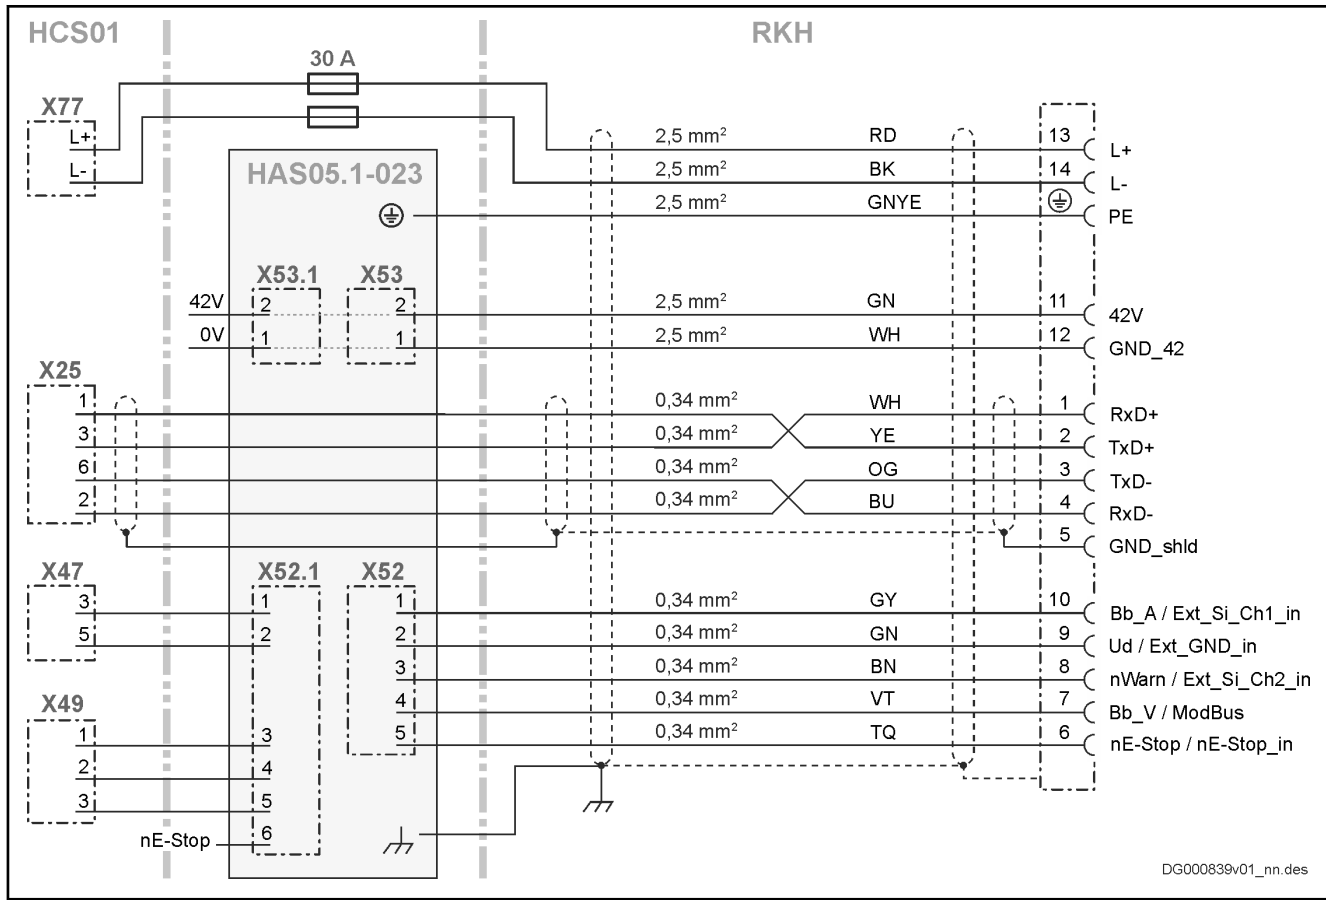 HCS01
RKH
30 A
X77
L+
L-
HAS05.1-023
2,5 mm² RD 13 L+
2,5 mm² BK 14 L-
2,5 mm² GNYE PE
X53.1 X53
42V 2 2 2,5 mm² GN 11 42V
0V 1 1 2,5 mm² WH 12 GND_42
X25
1 0,34 mm² WH 1 RxD+
3 0,34 mm² YE 2 TxD+
6 0,34 mm² OG 3 TxD-
2 0,34 mm² BU 4 RxD-
5 GND_shld
X47 X52.1 X52
3 1 1 0,34 mm² GY 10 Bb_A / Ext_Si_Ch1_in
5 2 2 0,34 mm² GN 9 Ud / Ext_GND_in
3 0,34 mm² BN 8 nWarn / Ext_Si_Ch2_in
X49
4 0,34 mm² VT 7 Bb_V / ModBus
1 3 5 0,34 mm² TQ 6 nE-Stop / nE-Stop_in
2 4
3 5
nE-Stop 6
DG000839v01_nn.des